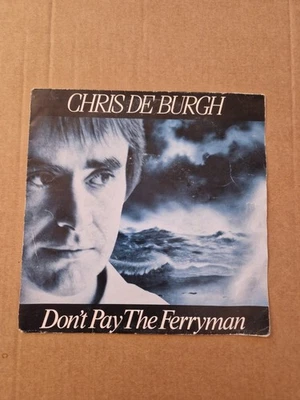 CHRIS DE BURGH
Don't Pay The Ferryman